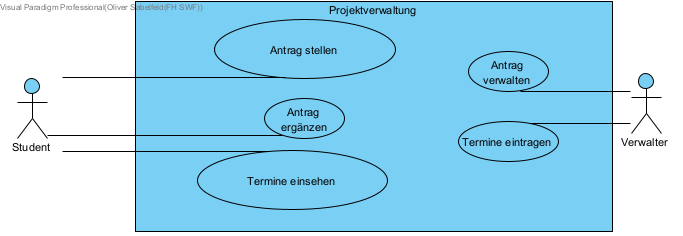 Visual Paradigm Professional(Oliver Sabelfeld(FH SWF))
Projektverwaltung
Antrag stellen
Antrag
verwalten
Antrag
ergänzen
Student
Termine eintragen
Verwalter
Termine einsehen